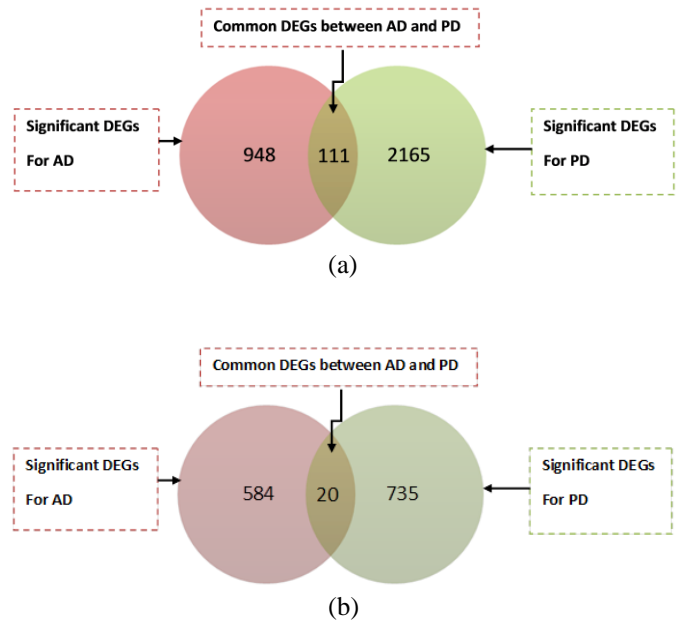 Common DEGs between AD and PD
Significant DEGs
For AD
948
111
2165
Significant DEGs
For PD
(a)
Common DEGs between AD and PD
Significant DEGs
For AD
584
20
735
Significant DEGs
For PD
(b)